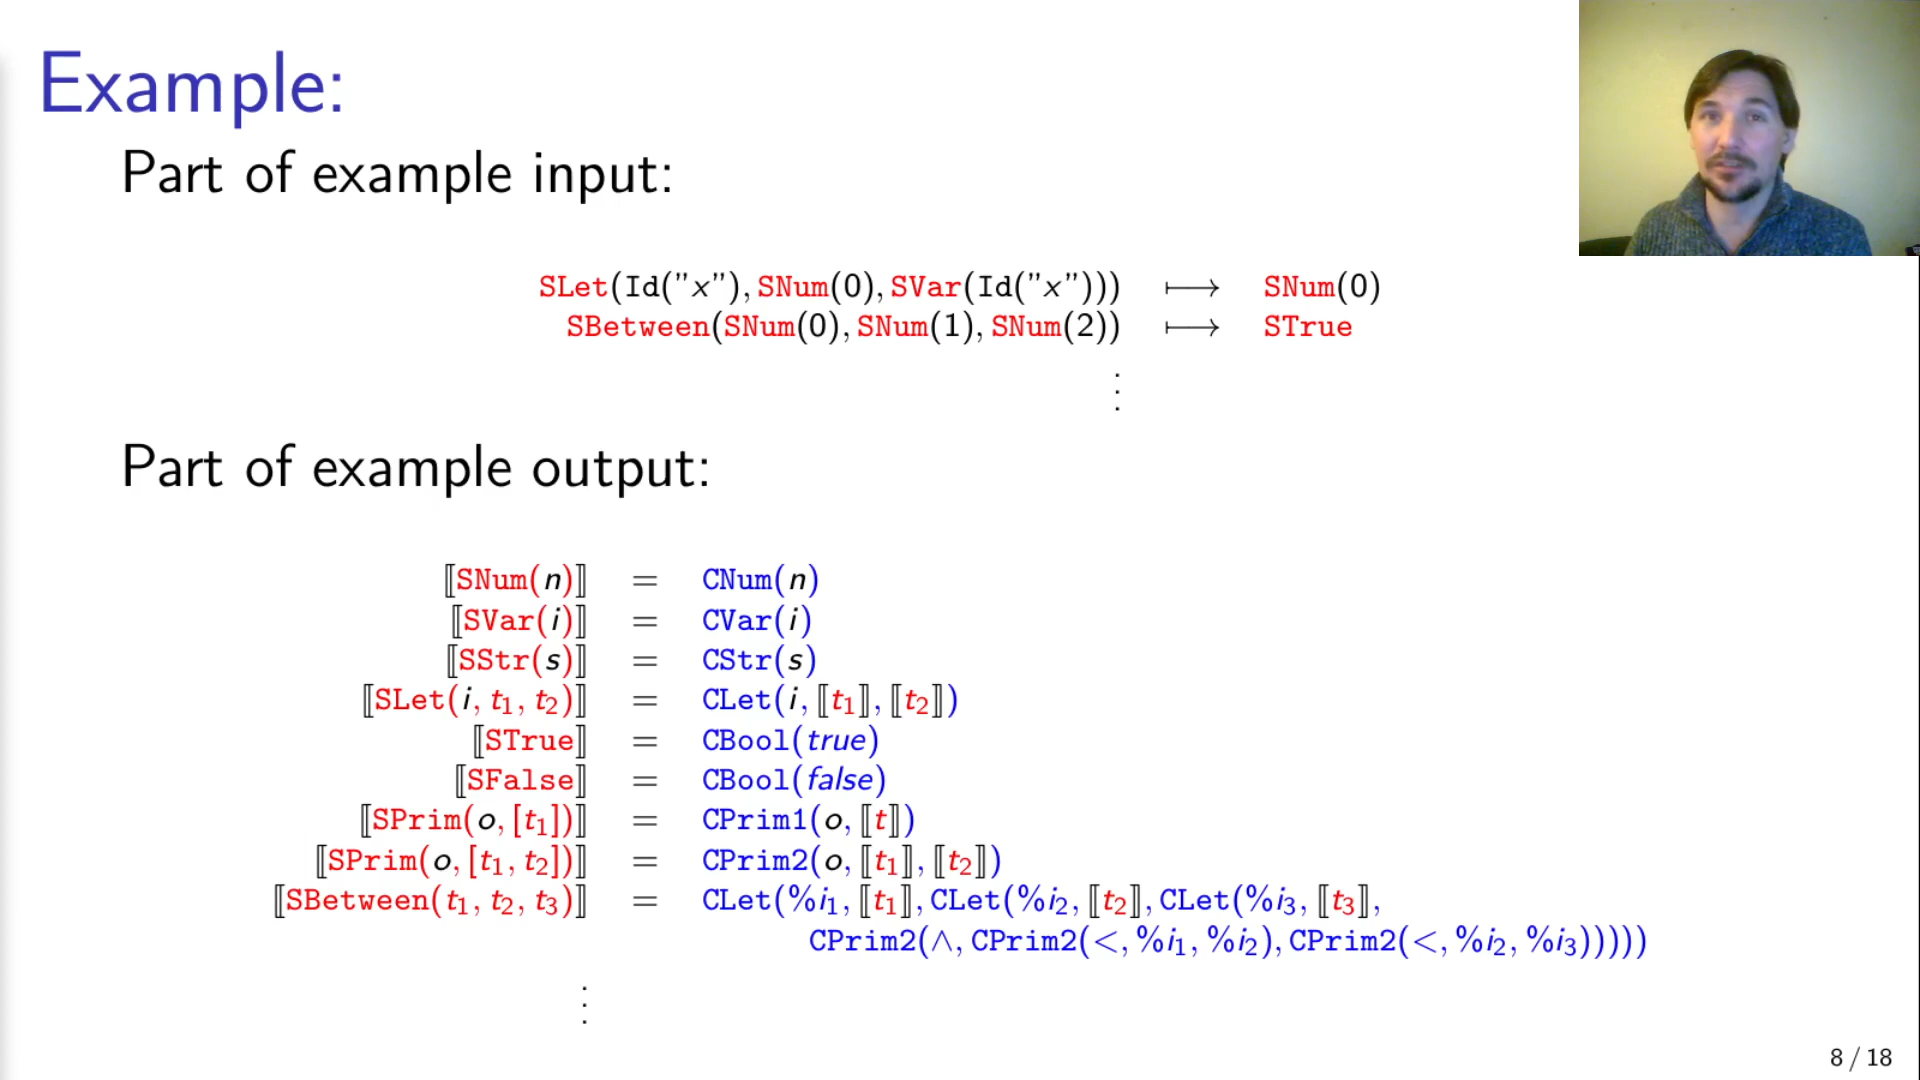 Example:
Part of example input:
SLet(Id("x"), SNum(0), SVar(Id("x"))) ⟼ SNum(0)
SBetween(SNum(0), SNum(1), SNum(2)) ⟼ STrue
⋮
Part of example output:
⟦SNum(n)⟧ = CNum(n)
⟦SVar(i)⟧ = CVar(i)
⟦SStr(s)⟧ = CStr(s)
⟦SLet(i, t₁, t₂)⟧ = CLet(i, ⟦t₁⟧, ⟦t₂⟧)
⟦STrue⟧ = CBool(true)
⟦SFalse⟧ = CBool(false)
⟦SPrim(o, [t₁])⟧ = CPrim1(o, ⟦t⟧)
⟦SPrim(o, [t₁, t₂])⟧ = CPrim2(o, ⟦t₁⟧, ⟦t₂⟧)
⟦SBetween(t₁, t₂, t₃)⟧ = CLet(%i₁, ⟦t₁⟧, CLet(%i₂, ⟦t₂⟧, CLet(%i₃, ⟦t₃⟧,
CPrim2(∧, CPrim2(<, %i₁, %i₂), CPrim2(<, %i₂, %i₃)))))
⋮
8 / 18